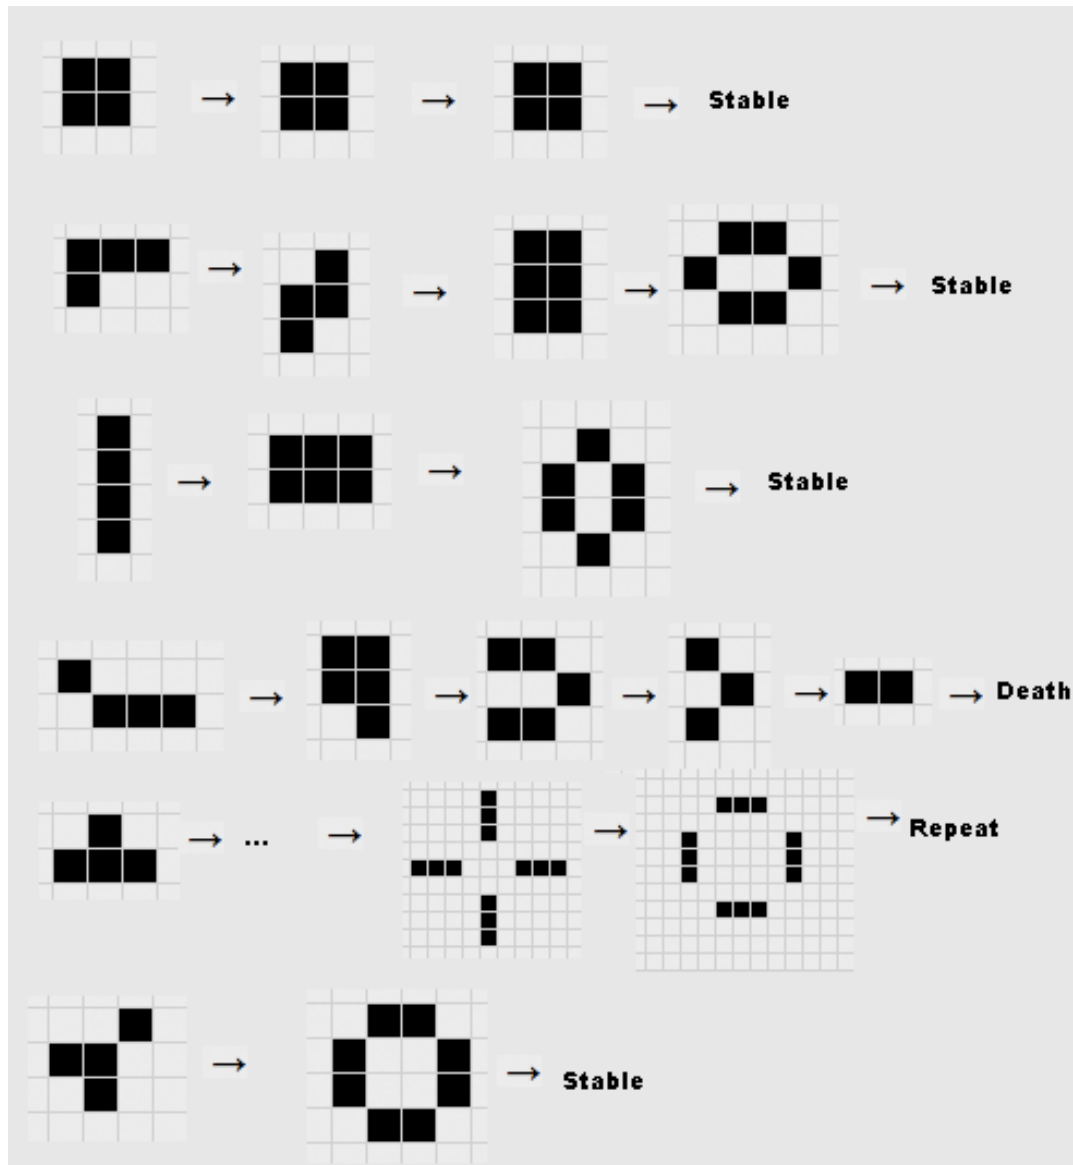 → → → Stable
→ → → → Stable
→ → → Stable
→ → → → → Death
→ ... → → → Repeat
→ → Stable